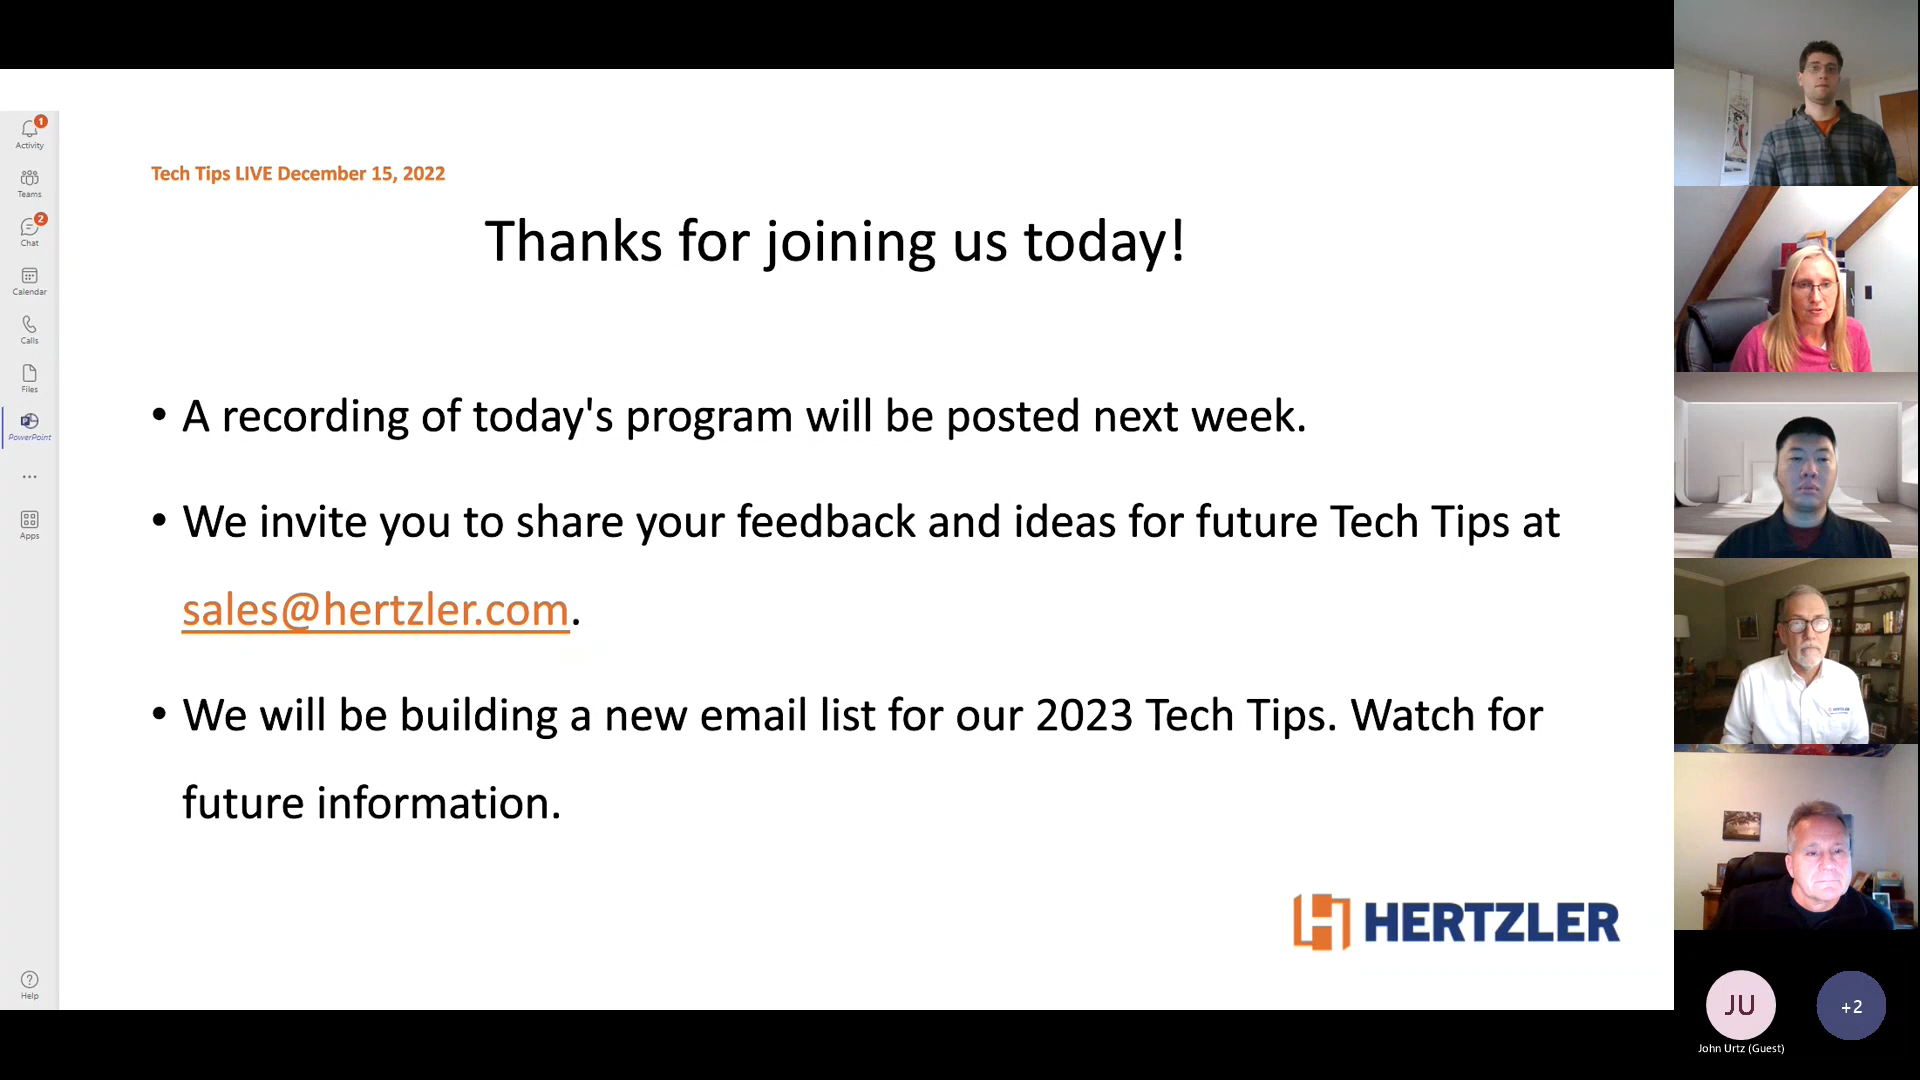 1
Activity
Teams
2
Chat
Calendar
Calls
Files
PowerPoint
Apps
Help
Tech Tips LIVE December 15, 2022
Thanks for joining us today!
• A recording of today's program will be posted next week.
• We invite you to share your feedback and ideas for future Tech Tips at
sales@hertzler.com.
• We will be building a new email list for our 2023 Tech Tips. Watch for
future information.
HERTZLER
HERTZLER
JU
+2
John Urtz (Guest)